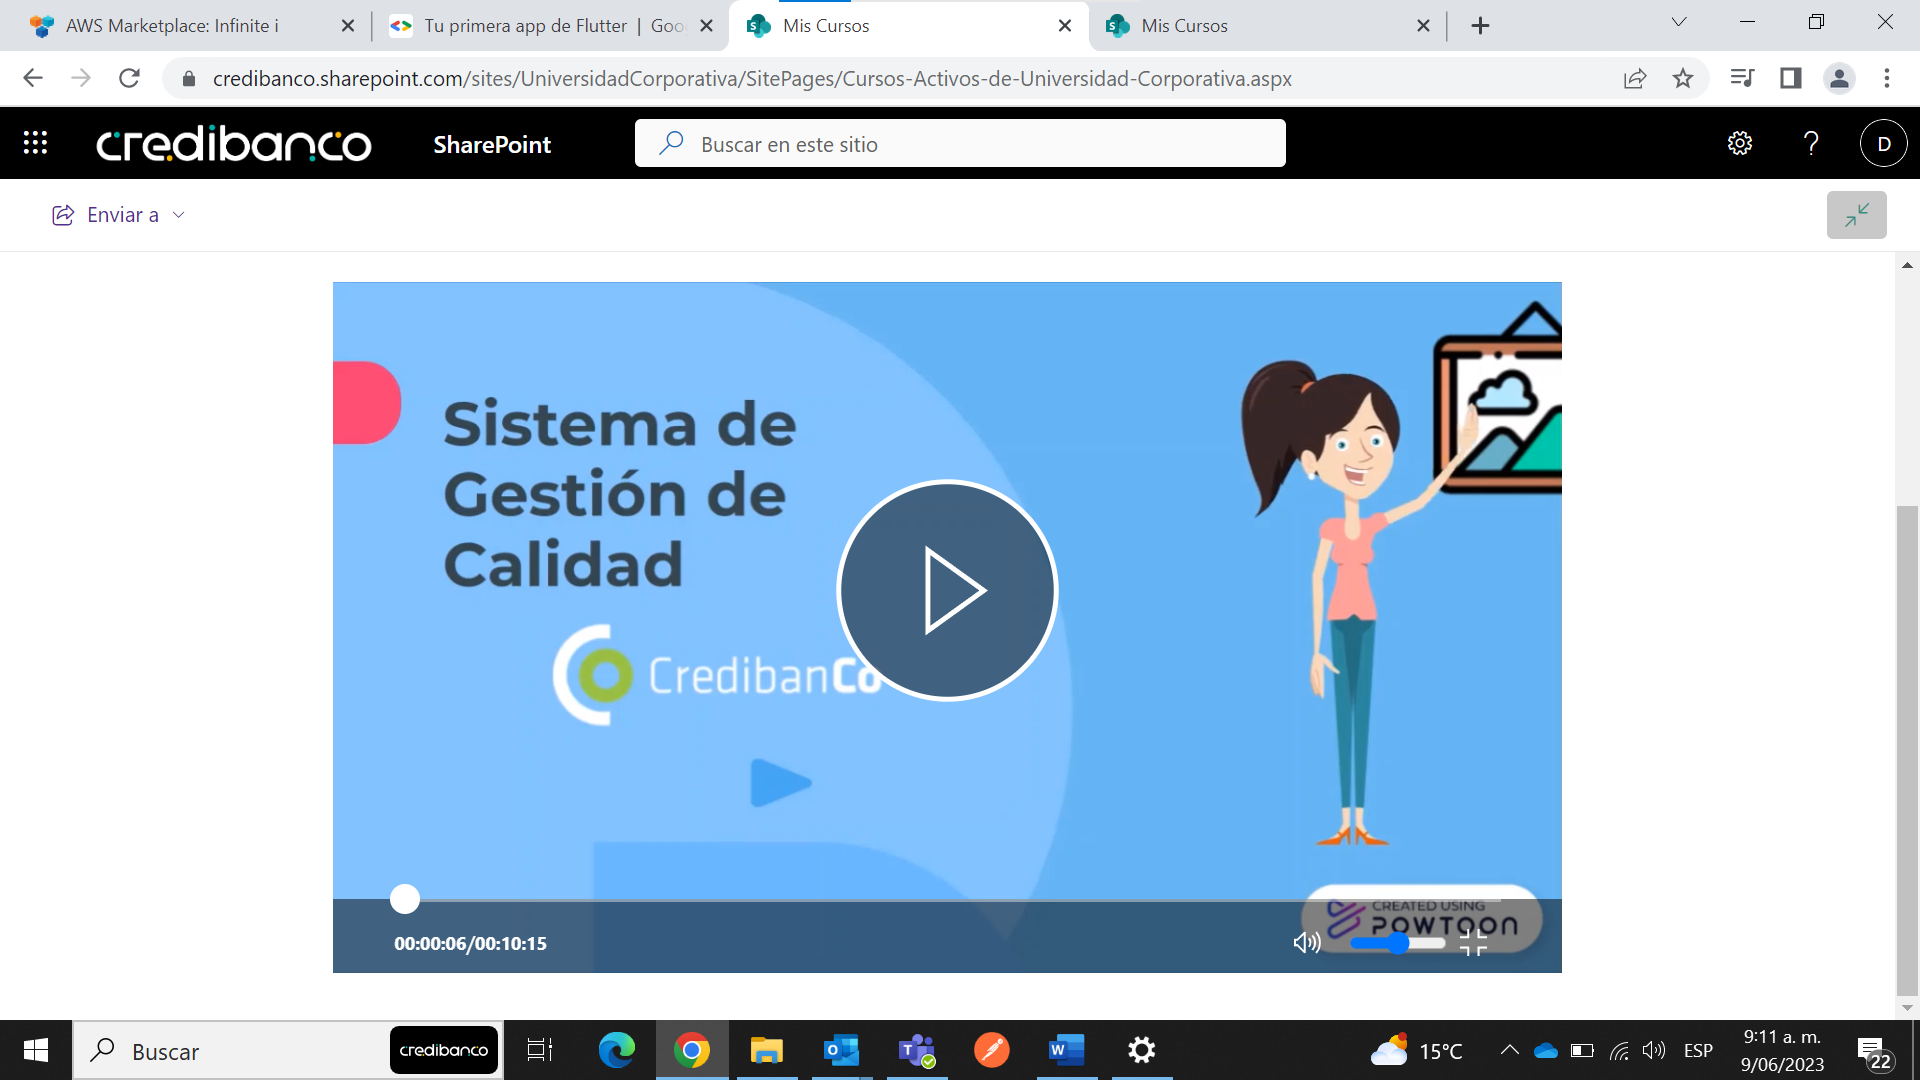 AWS Marketplace: Infinite i
Tu primera app de Flutter | Goo
Mis Cursos
Mis Cursos
credibanco.sharepoint.com/sites/UniversidadCorporativa/SitePages/Cursos-Activos-de-Universidad-Corporativa.aspx
credibanco
SharePoint
Buscar en este sitio
D
Enviar a
Sistema de
Gestión de
Calidad
CredibanCo
CREATED USING
POWTOON
00:00:06/00:10:15
Buscar
credibanco
15°C
ESP
9:11 a. m.
9/06/2023
22